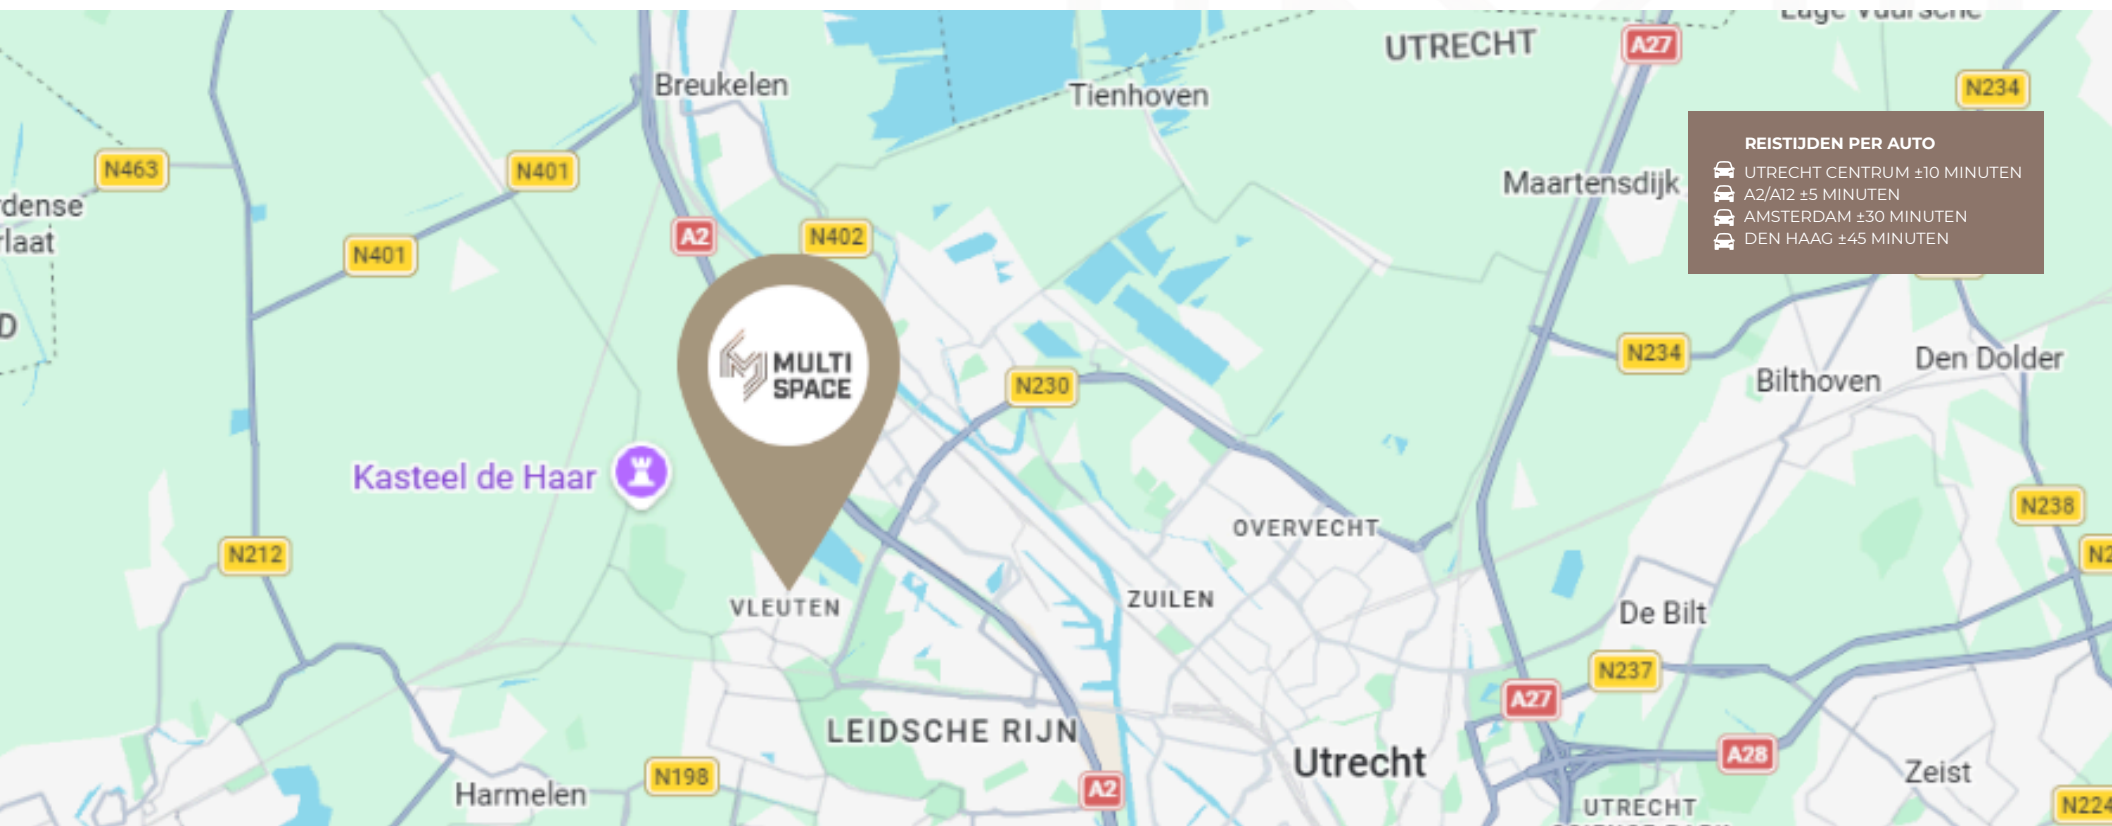 UTRECHT
A27
Breukelen
Tienhoven
N234
N463
N401
REISTIJDEN PER AUTO
UTRECHT CENTRUM ±10 MINUTEN
A2/A12 ±5 MINUTEN
AMSTERDAM ±30 MINUTEN
DEN HAAG ±45 MINUTEN
Maartensdijk
A2
N402
N401
MULTI
SPACE
N230
N234
Bilthoven
Den Dolder
Kasteel de Haar
OVERVECHT
N238
N212
VLEUTEN
ZUILEN
De Bilt
N237
A27
LEIDSCHE RIJN
Utrecht
A28
Harmelen
N198
A2
Zeist
UTRECHT
N224